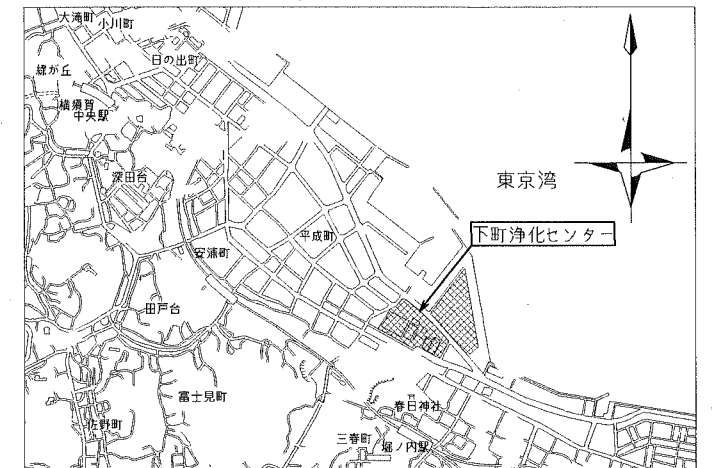 大滝町
小川町
日の出町
緑が丘
横須賀
中央駅
深田台
東京湾
下町浄化センター
平成町
安浦町
田戸台
富士見町
佐野町
春日神社
三春町
堀ノ内駅